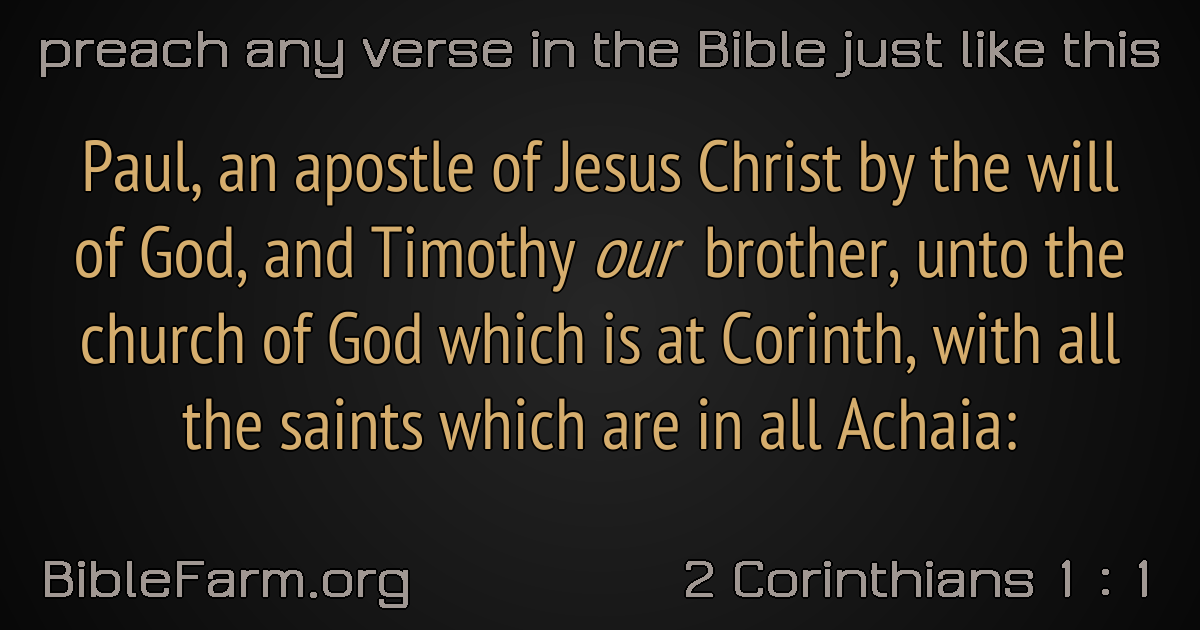 preach any verse in the Bible just like this
Paul, an apostle of Jesus Christ by the will
of God, and Timothy our brother, unto the
church of God which is at Corinth, with all
the saints which are in all Achaia:
BibleFarm.org
2 Corinthians 1 : 1